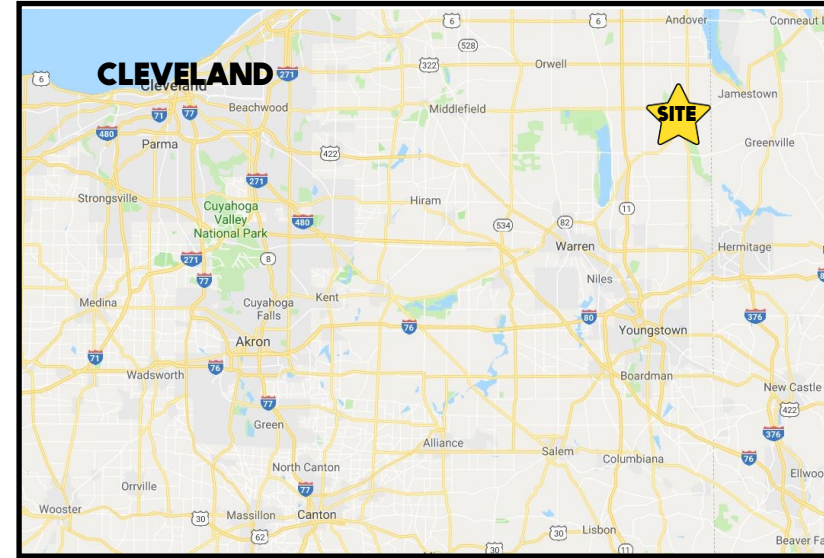 6
6
Andover
Conneaut L
528
322
Orwell
CLEVELAND
271
6
Cleveland
Jamestown
Beachwood
Middlefield
SITE
71
77
480
Parma
Greenville
422
271
Strongsville
Cuyahoga
Valley
National Park
Hiram
480
534
82
11
Warren
Hermitage
271
8
77
Niles
Medina
Cuyahoga
Falls
Kent
76
80
376
Youngstown
Akron
71
76
Wadsworth
Boardman
New Castle
77
422
Green
376
Alliance
Salem
Columbiana
76
North Canton
Ellwoo
77
Orrville
Wooster
30
Massillon
Canton
62
30
Lisbon
30
11
Beaver Fa